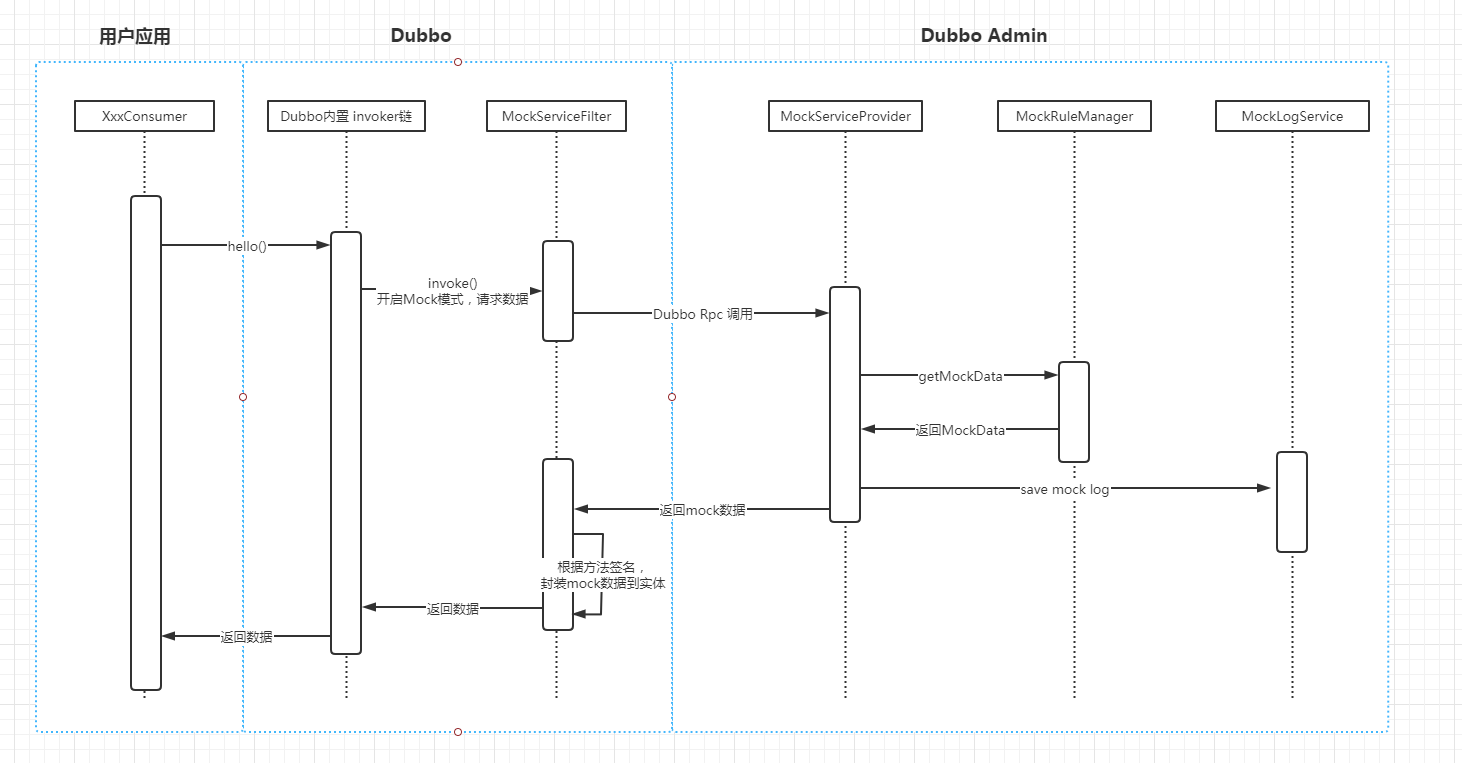 用户应用
Dubbo
Dubbo Admin
XxxConsumer
Dubbo内置 invoker链
MockServiceFilter
MockServiceProvider
MockRuleManager
MockLogService
hello()
invoke()
开启Mock模式，请求数据
Dubbo Rpc 调用
getMockData
返回MockData
save mock log
返回mock数据
根据方法签名，
封装mock数据到实体
返回数据
返回数据